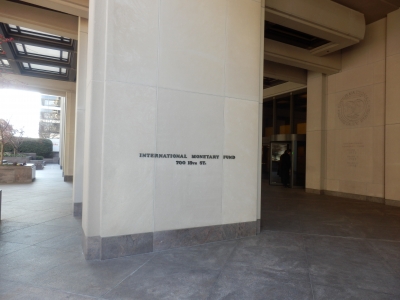 INTERNATIONAL MONETARY FUND
700 19TH ST.